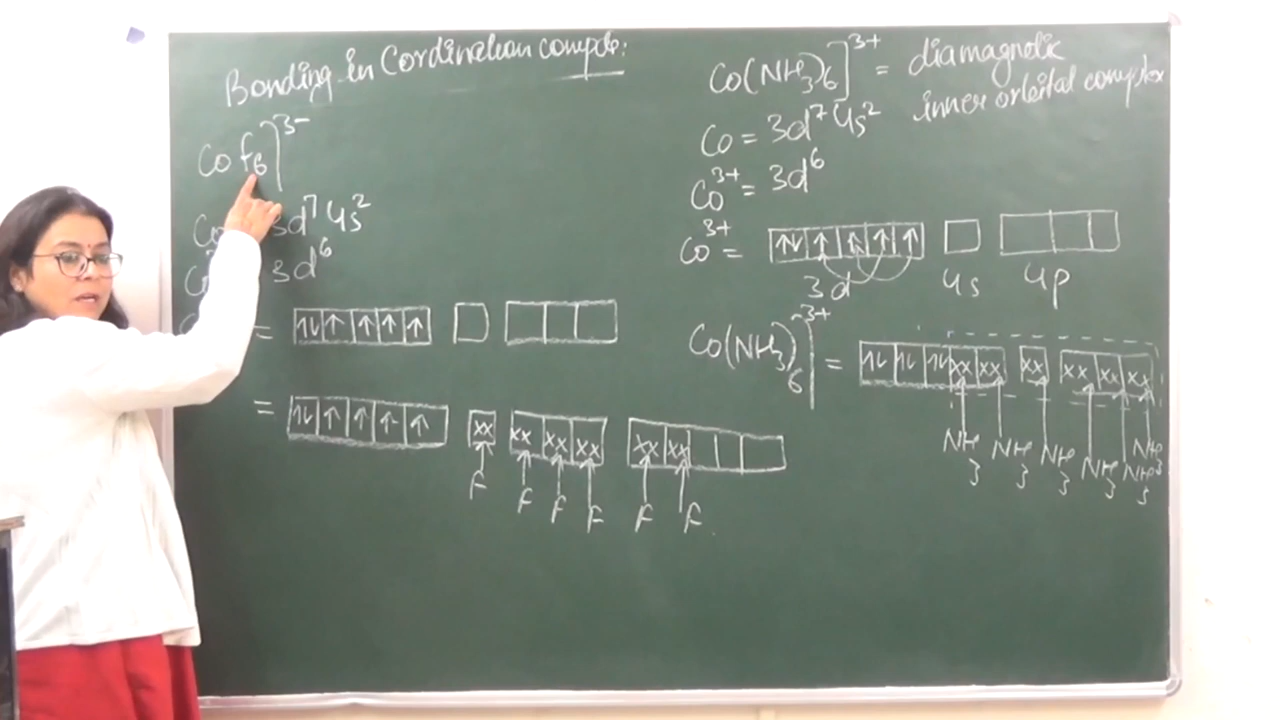 Bonding in Cordination comple:
Cof6]3-
Co 3d7 4s2
3d6
= ↑↓ ↑ ↑ ↑ ↑
= ↑↓ ↑ ↑ ↑ ↑ xx xx xx xx xx xx
F F F F F F
Co(NH3)6]3+ = diamagnetic
inner orbital complex
Co = 3d7 4s2
Co3+ = 3d6
Co3+ = ↑↓ ↑ ↑ ↑ ↑
3d 4s 4p
Co(NH3)6]3+ = ↑↓ ↑↓ ↑↓ xx xx xx xx xx xx
NH3 NH3 NH3 NH3 NH3 NH3